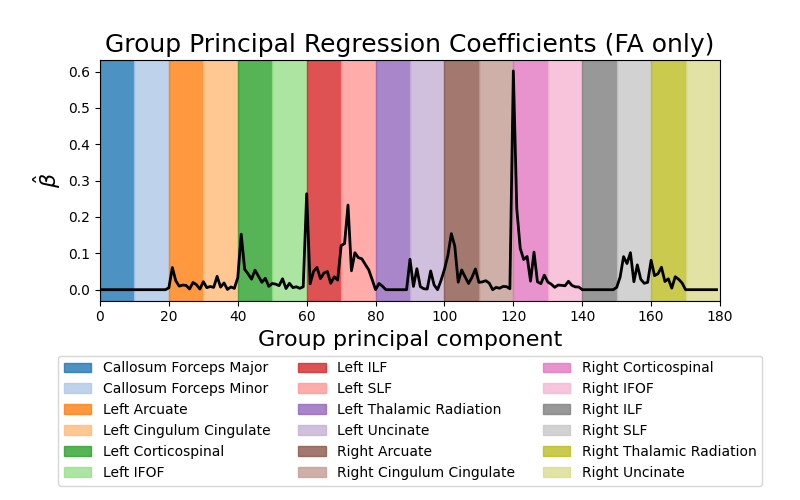 Group Principal Regression Coefficients (FA only)
0.6
0.5
0.4
0.3
0.2
0.1
0.0
β̂
0 20 40 60 80 100 120 140 160 180
Group principal component
Callosum Forceps Major Left ILF Right Corticospinal
Callosum Forceps Minor Left SLF Right IFOF
Left Arcuate Left Thalamic Radiation Right ILF
Left Cingulum Cingulate Left Uncinate Right SLF
Left Corticospinal Right Arcuate Right Thalamic Radiation
Left IFOF Right Cingulum Cingulate Right Uncinate